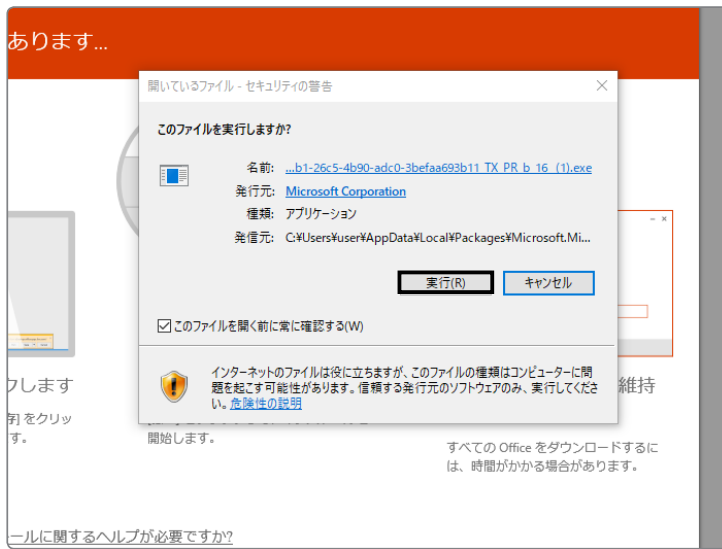 あります...
開いているファイル - セキュリティの警告
このファイルを実行しますか?
名前: ...b1-26c5-4b90-adc0-3befaa693b11_TX_PR_b_16_(1).exe
発行元: Microsoft Corporation
種類: アプリケーション
発信元: C:¥Users¥user¥AppData¥Local¥Packages¥Microsoft.Mi...
実行(R) キャンセル
このファイルを開く前に常に確認する(W)
インターネットのファイルは役に立ちますが、このファイルの種類はコンピューターに問
題を起こす可能性があります。信頼する発行元のソフトウェアのみ、実行してくださ
い。危険性の説明
クします
存] をクリッ
す。
開始します。
維持
すべての Office をダウンロードするに
は、時間がかかる場合があります。
ールに関するヘルプが必要ですか?